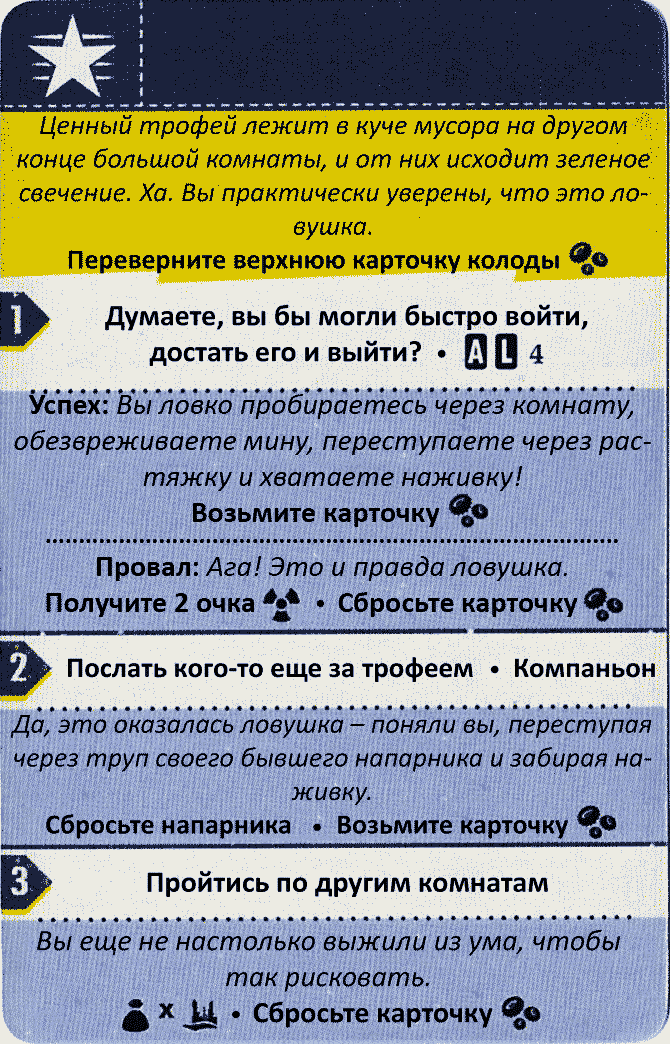 Ценный трофей лежит в куче мусора на другом
конце большой комнаты, и от них исходит зеленое
свечение. Ха. Вы практически уверены, что это ло-
вушка.
Переверните верхнюю карточку колоды
1
Думаете, вы бы могли быстро войти,
достать его и выйти? • A L 4
Успех: Вы ловко пробираетесь через комнату,
обезвреживаете мину, переступаете через рас-
тяжку и хватаете наживку!
Возьмите карточку
Провал: Ага! Это и правда ловушка.
Получите 2 очка • Сбросьте карточку
2 Послать кого-то еще за трофеем • Компаньон
Да, это оказалась ловушка – поняли вы, переступая
через труп своего бывшего напарника и забирая на-
живку.
Сбросьте напарника • Возьмите карточку
3 Пройтись по другим комнатам
Вы еще не настолько выжили из ума, чтобы
так рисковать.
x • Сбросьте карточку